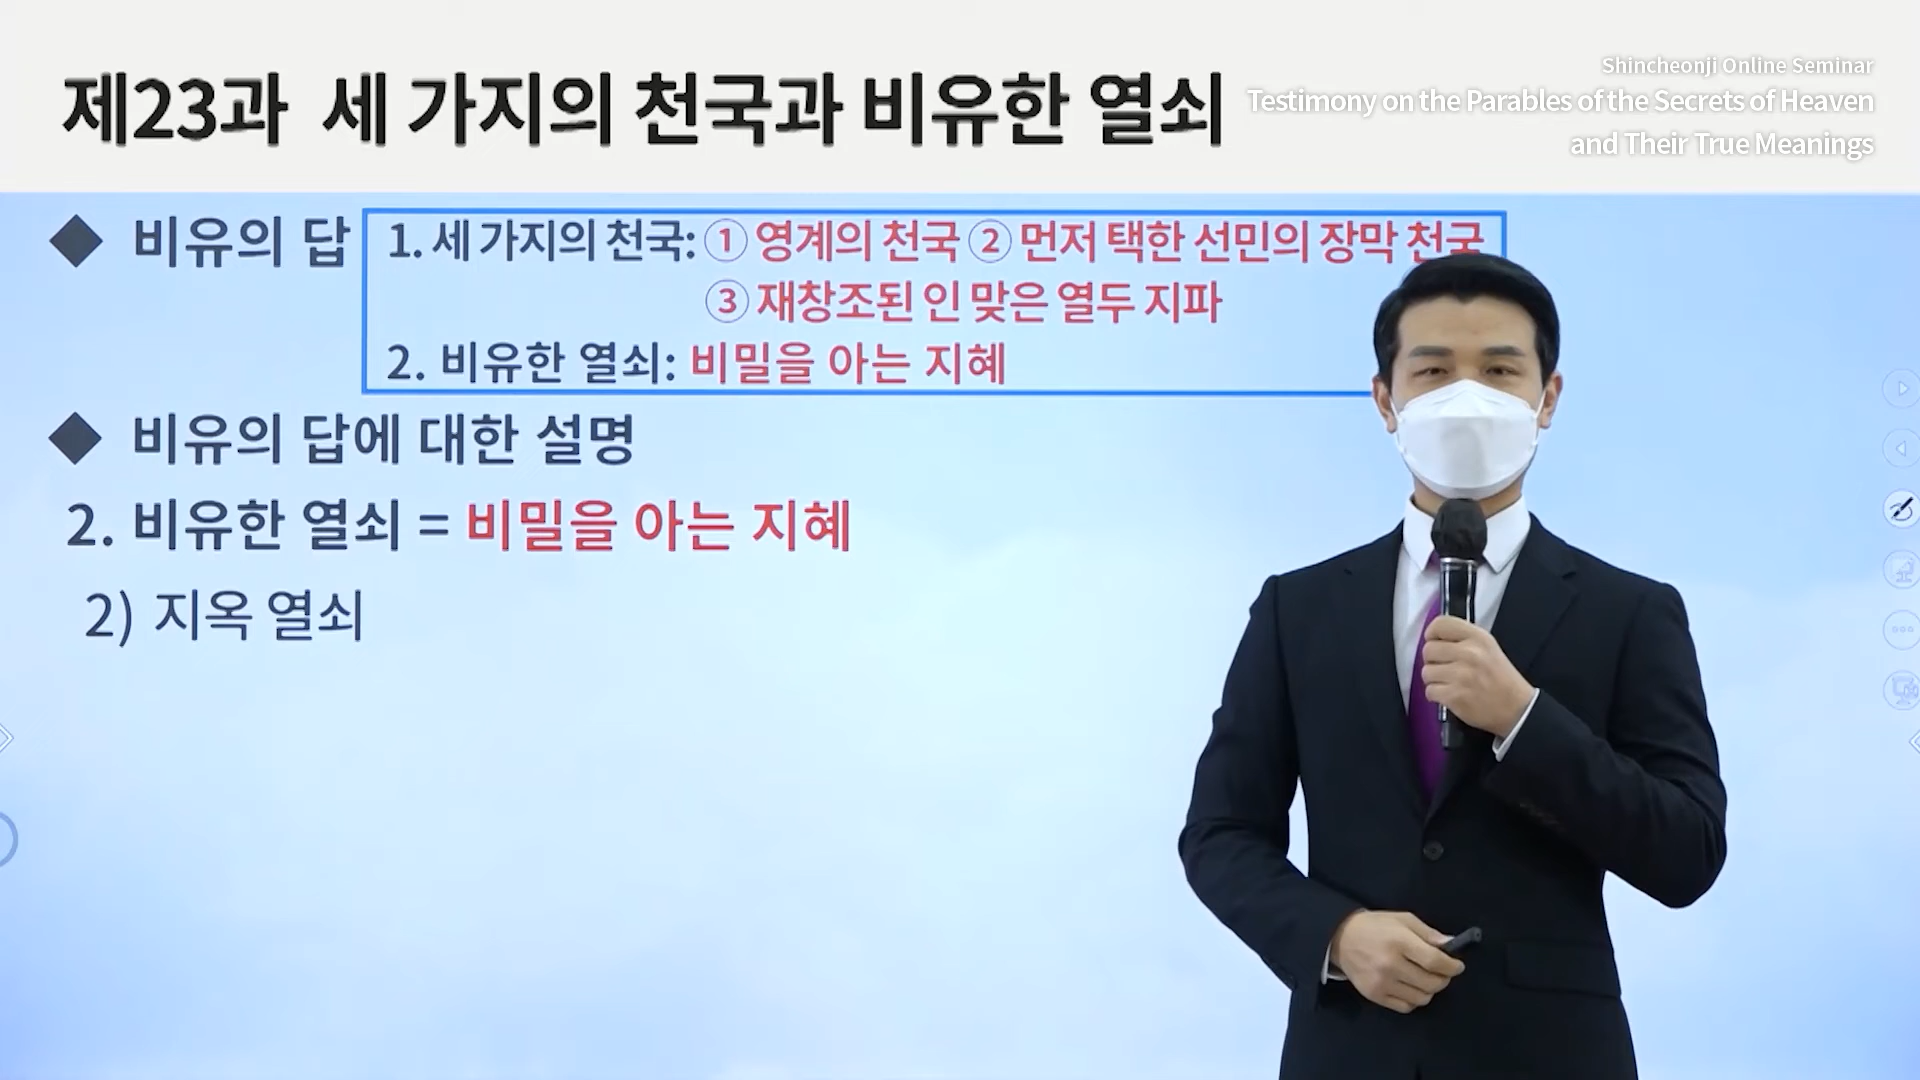 제23과 세 가지의 천국과 비유한 열쇠
Shincheonji Online Seminar
Testimony on the Parables of the Secrets of Heaven
and Their True Meanings
◆ 비유의 답
1. 세 가지의 천국: ① 영계의 천국 ② 먼저 택한 선민의 장막 천국
③ 재창조된 인 맞은 열두 지파
2. 비유한 열쇠: 비밀을 아는 지혜
◆ 비유의 답에 대한 설명
2. 비유한 열쇠 = 비밀을 아는 지혜
2) 지옥 열쇠